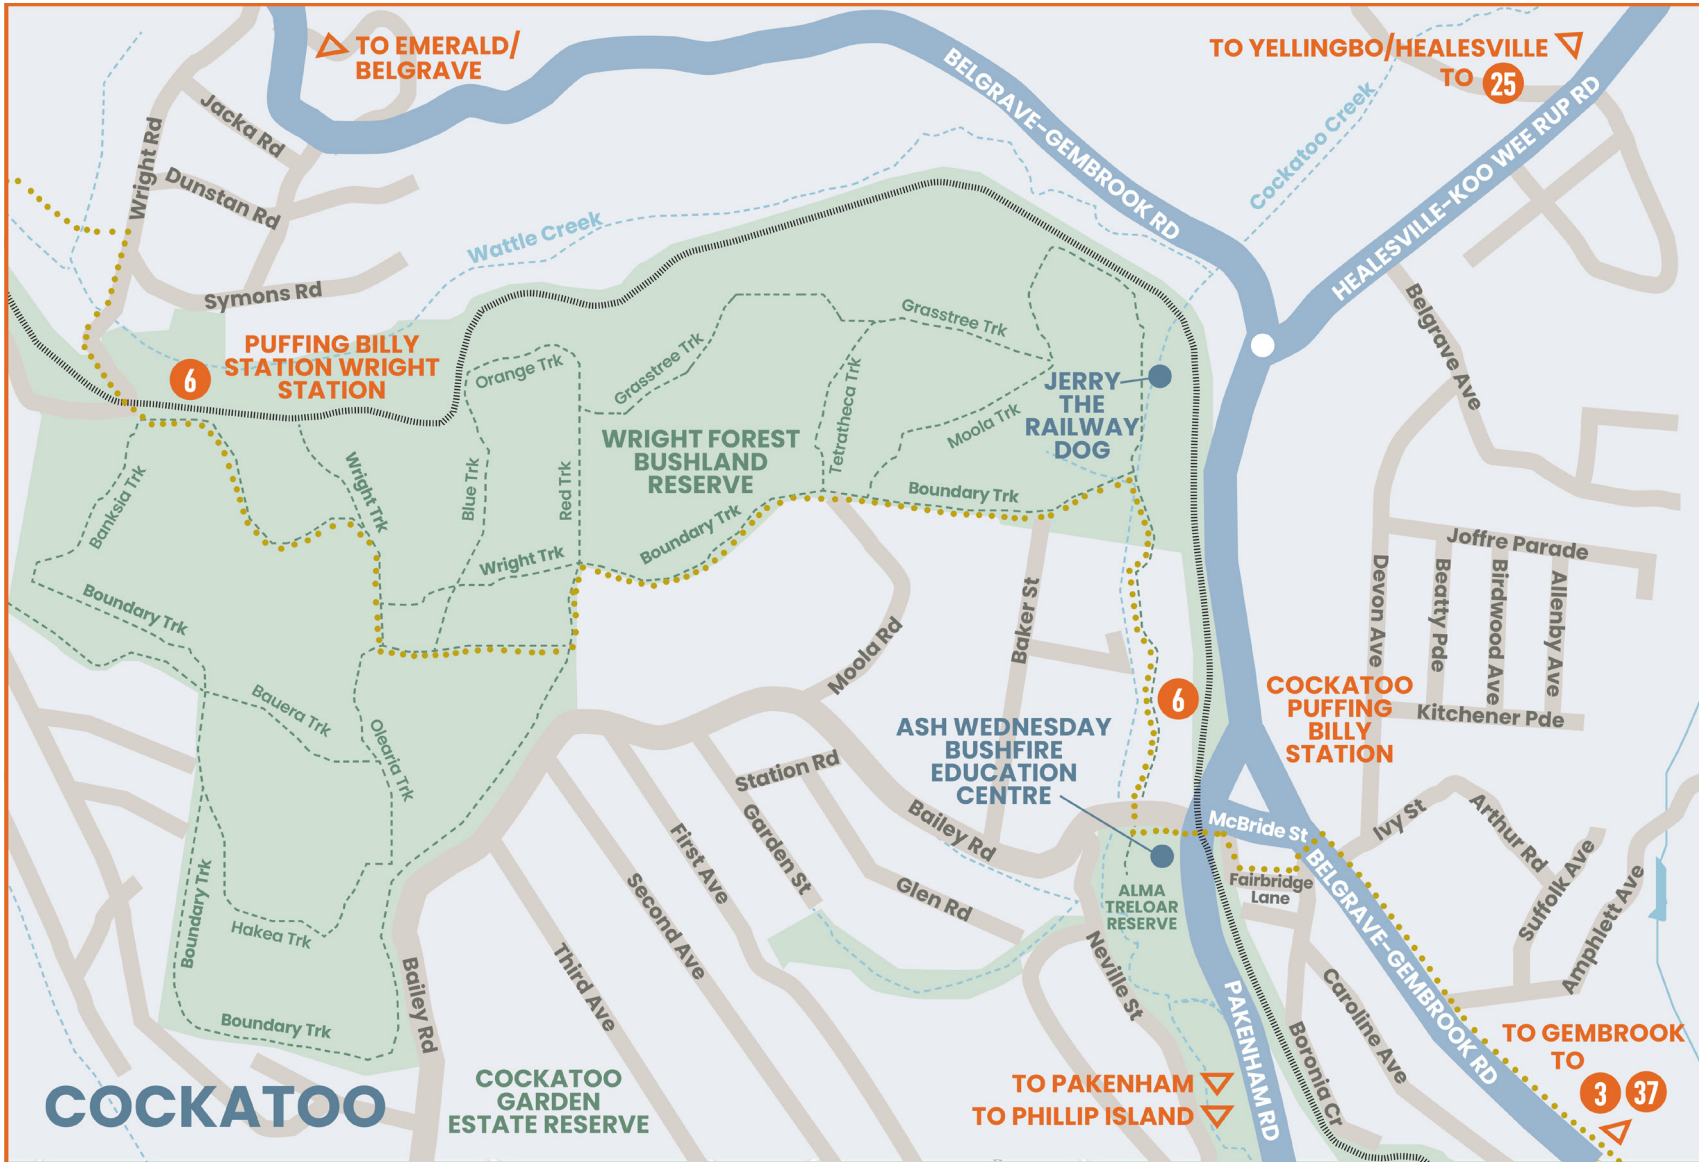 TO EMERALD/
BELGRAVE
TO YELLINGBO/HEALESVILLE
TO 25
BELGRAVE-GEMBROOK RD
HEALESVILLE-KOO WEE RUP RD
Cockatoo Creek
Jacka Rd
Wright Rd
Dunstan Rd
Wattle Creek
Symons Rd
Belgrave Ave
PUFFING BILLY
STATION WRIGHT
STATION
6
Orange Trk
Grasstree Trk
Grasstree Trk
Tetratheca Trk
Moola Trk
JERRY
THE
RAILWAY
DOG
WRIGHT FOREST
BUSHLAND
RESERVE
Banksia Trk
Wright Trk
Blue Trk
Red Trk
Boundary Trk
Boundary Trk
Wright Trk
Boundary Trk
Joffre Parade
Devon Ave
Beatty Pde
Birdwood Ave
Allenby Ave
Kitchener Pde
Baker St
Moola Rd
6
COCKATOO
PUFFING
BILLY
STATION
Bauera Trk
Olearia Trk
ASH WEDNESDAY
BUSHFIRE
EDUCATION
CENTRE
Station Rd
Garden St
First Ave
Second Ave
Third Ave
Bailey Rd
Glen Rd
McBride St
Ivy St
Arthur Rd
Suffolk Ave
Amphlett Ave
Fairbridge
Lane
ALMA
TRELOAR
RESERVE
BELGRAVE-GEMBROOK RD
Boundary Trk
Hakea Trk
Boundary Trk
Bailey Rd
Neville St
PAKENHAM RD
Caroline Ave
Boronia Cr
TO GEMBROOK
TO
3 37
COCKATOO
COCKATOO
GARDEN
ESTATE RESERVE
TO PAKENHAM
TO PHILLIP ISLAND